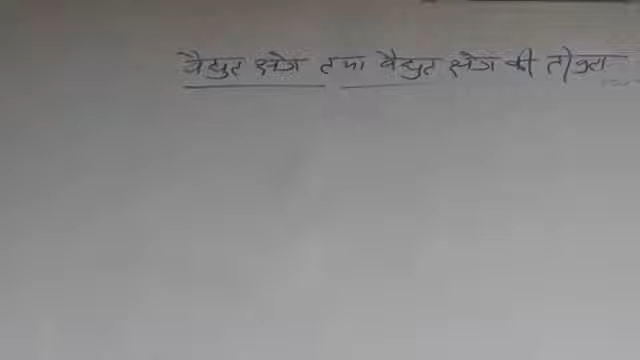 वैद्युत क्षेत्र तथा वैद्युत क्षेत्र की तीव्रता